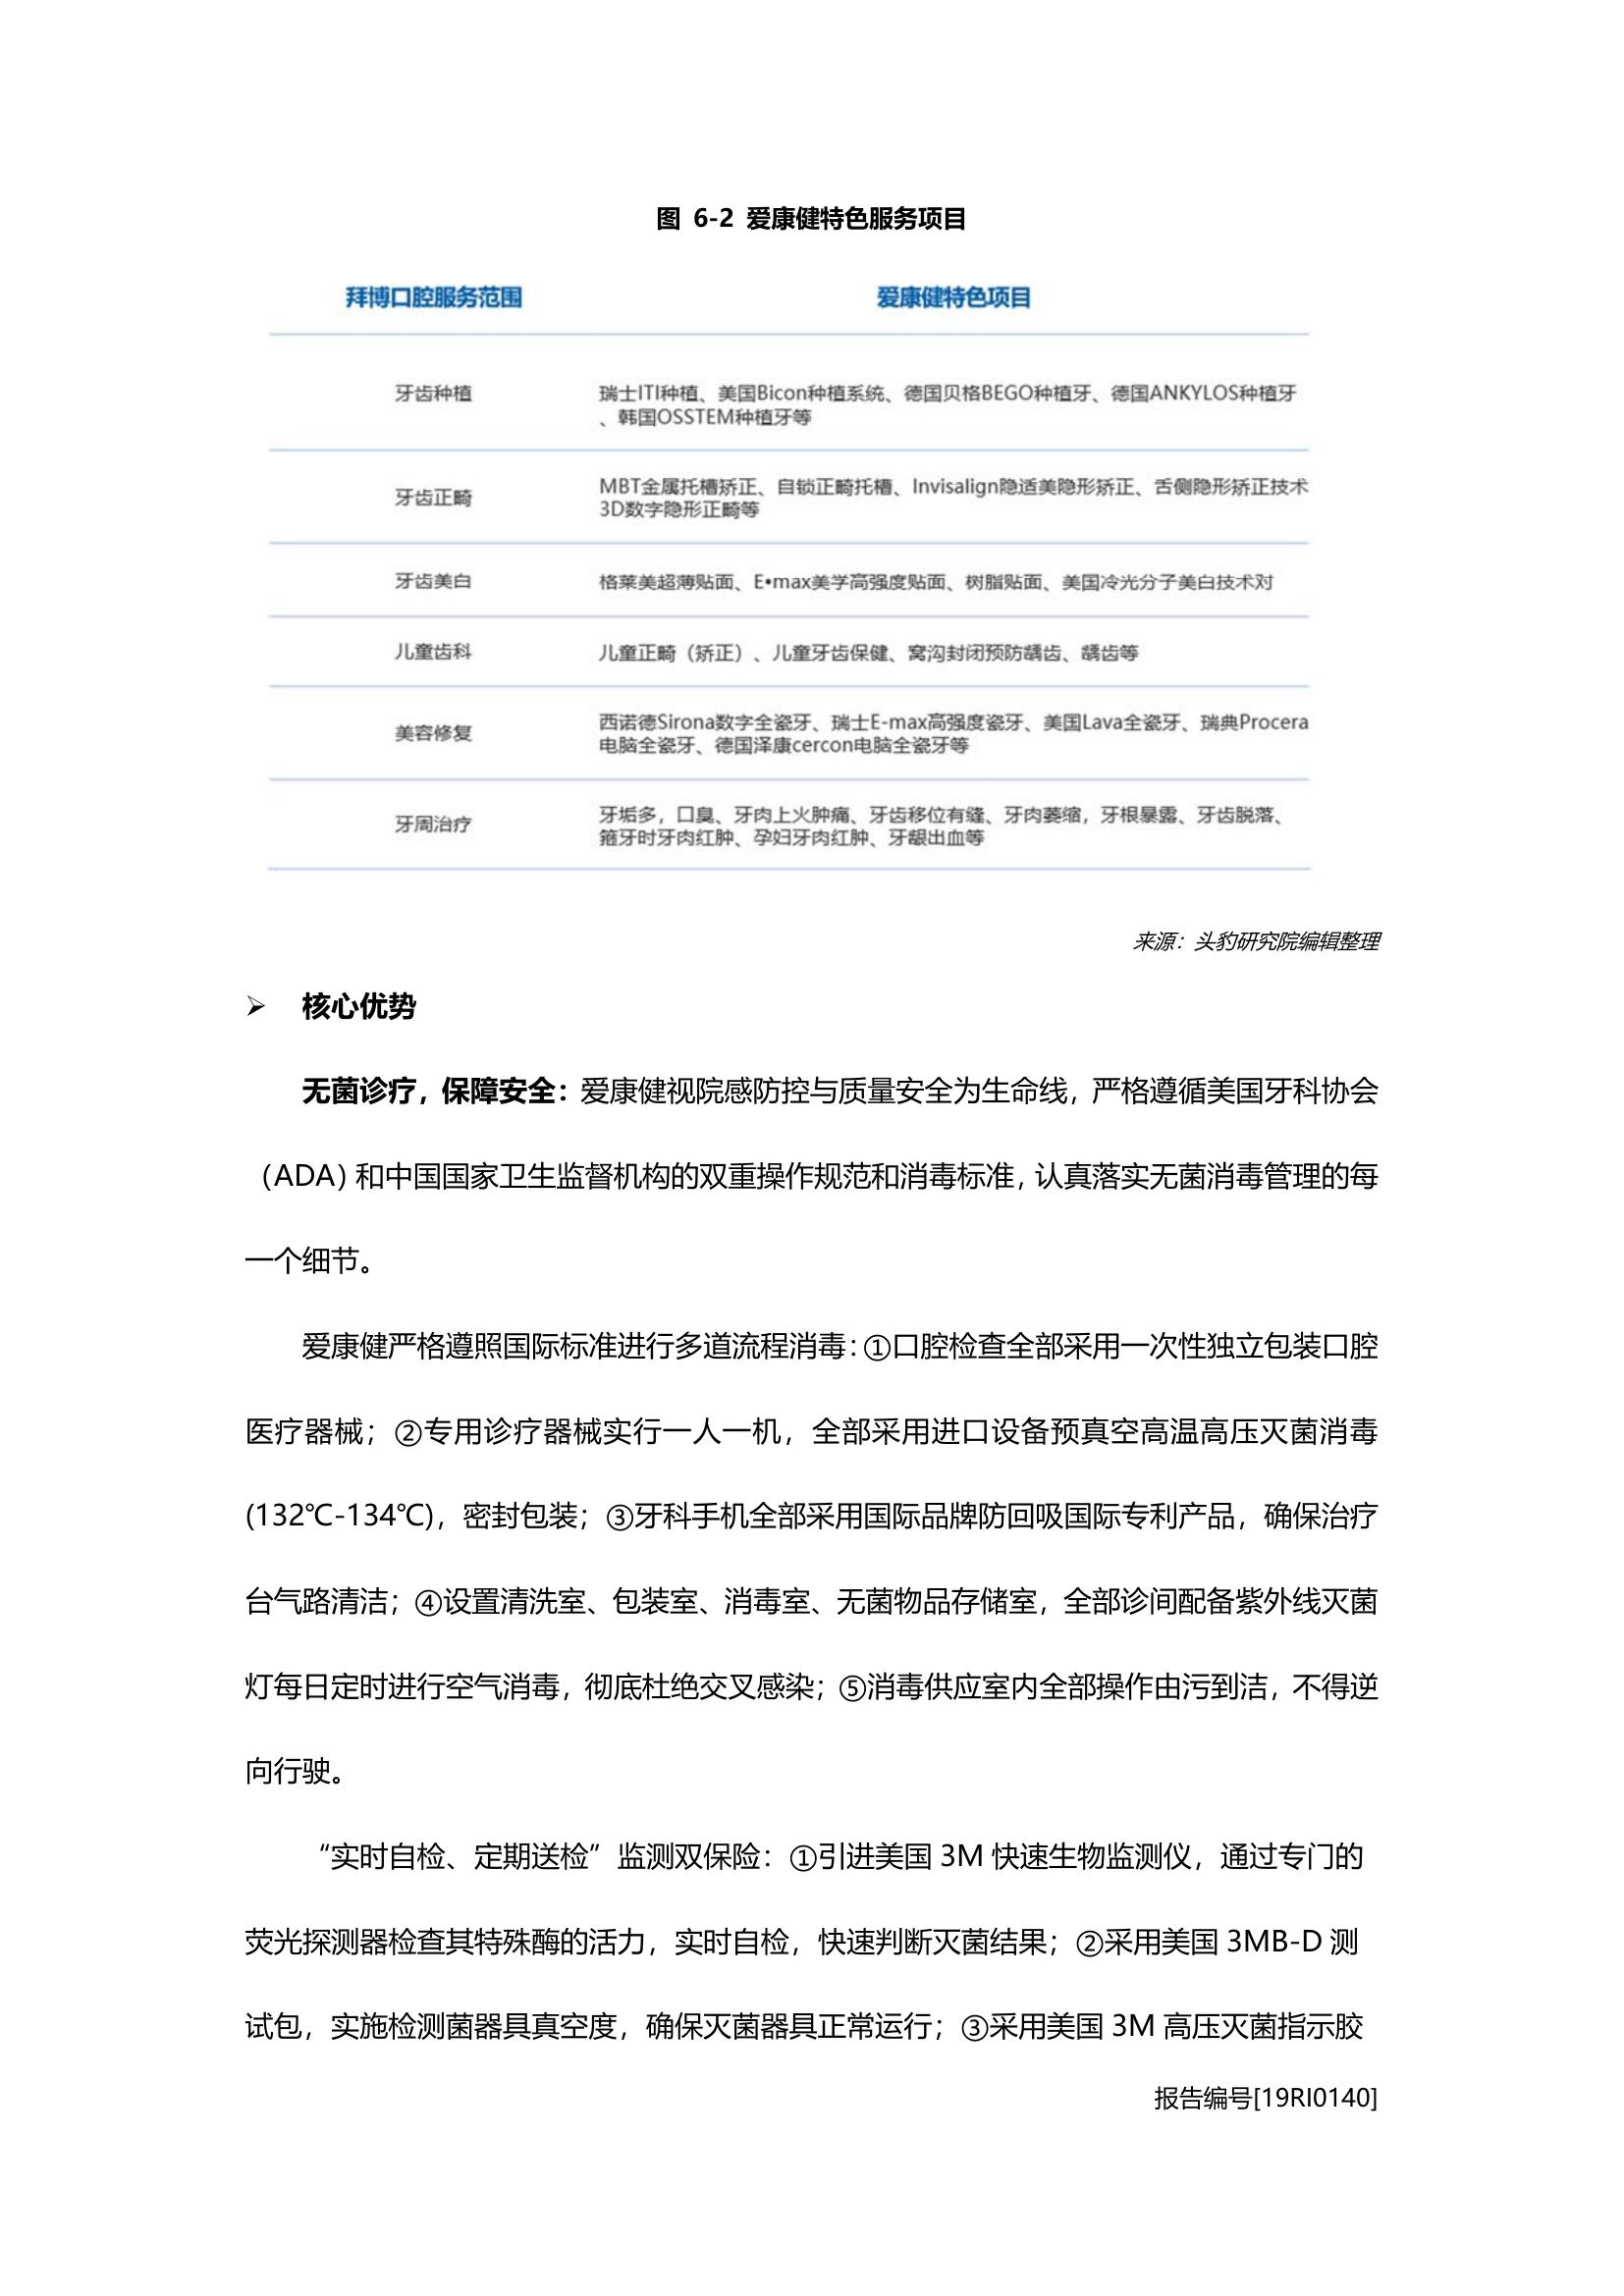 图 6-2 爱康健特色服务项目
拜博口腔服务范围 爱康健特色项目
牙齿种植 瑞士ITI种植、美国Bicon种植系统、德国贝格BEGO种植牙、德国ANKYLOS种植牙
、韩国OSSTEM种植牙等
牙齿正畸 MBT金属托槽矫正、自锁正畸托槽、Invisalign隐适美隐形矫正、舌侧隐形矫正技术
3D数字隐形正畸等
牙齿美白 格莱美超薄贴面、E•max美学高强度贴面、树脂贴面、美国冷光分子美白技术对
儿童齿科 儿童正畸（矫正）、儿童牙齿保健、窝沟封闭预防龋齿、龋齿等
美容修复 西诺德Sirona数字全瓷牙、瑞士E-max高强度瓷牙、美国Lava全瓷牙、瑞典Procera
电脑全瓷牙、德国泽康cercon电脑全瓷牙等
牙周治疗 牙垢多，口臭、牙肉上火肿痛、牙齿移位有缝、牙肉萎缩，牙根暴露、牙齿脱落、
箍牙时牙肉红肿、孕妇牙肉红肿、牙龈出血等
来源：头豹研究院编辑整理
➢ 核心优势
无菌诊疗，保障安全：爱康健视院感防控与质量安全为生命线，严格遵循美国牙科协会
（ADA）和中国国家卫生监督机构的双重操作规范和消毒标准，认真落实无菌消毒管理的每
一个细节。
爱康健严格遵照国际标准进行多道流程消毒：①口腔检查全部采用一次性独立包装口腔
医疗器械；②专用诊疗器械实行一人一机，全部采用进口设备预真空高温高压灭菌消毒
(132℃-134℃)，密封包装；③牙科手机全部采用国际品牌防回吸国际专利产品，确保治疗
台气路清洁；④设置清洗室、包装室、消毒室、无菌物品存储室，全部诊间配备紫外线灭菌
灯每日定时进行空气消毒，彻底杜绝交叉感染；⑤消毒供应室内全部操作由污到洁，不得逆
向行驶。
“实时自检、定期送检”监测双保险：①引进美国 3M 快速生物监测仪，通过专门的
荧光探测器检查其特殊酶的活力，实时自检，快速判断灭菌结果；②采用美国 3MB-D 测
试包，实施检测菌器具真空度，确保灭菌器具正常运行；③采用美国 3M 高压灭菌指示胶
报告编号[19RI0140]